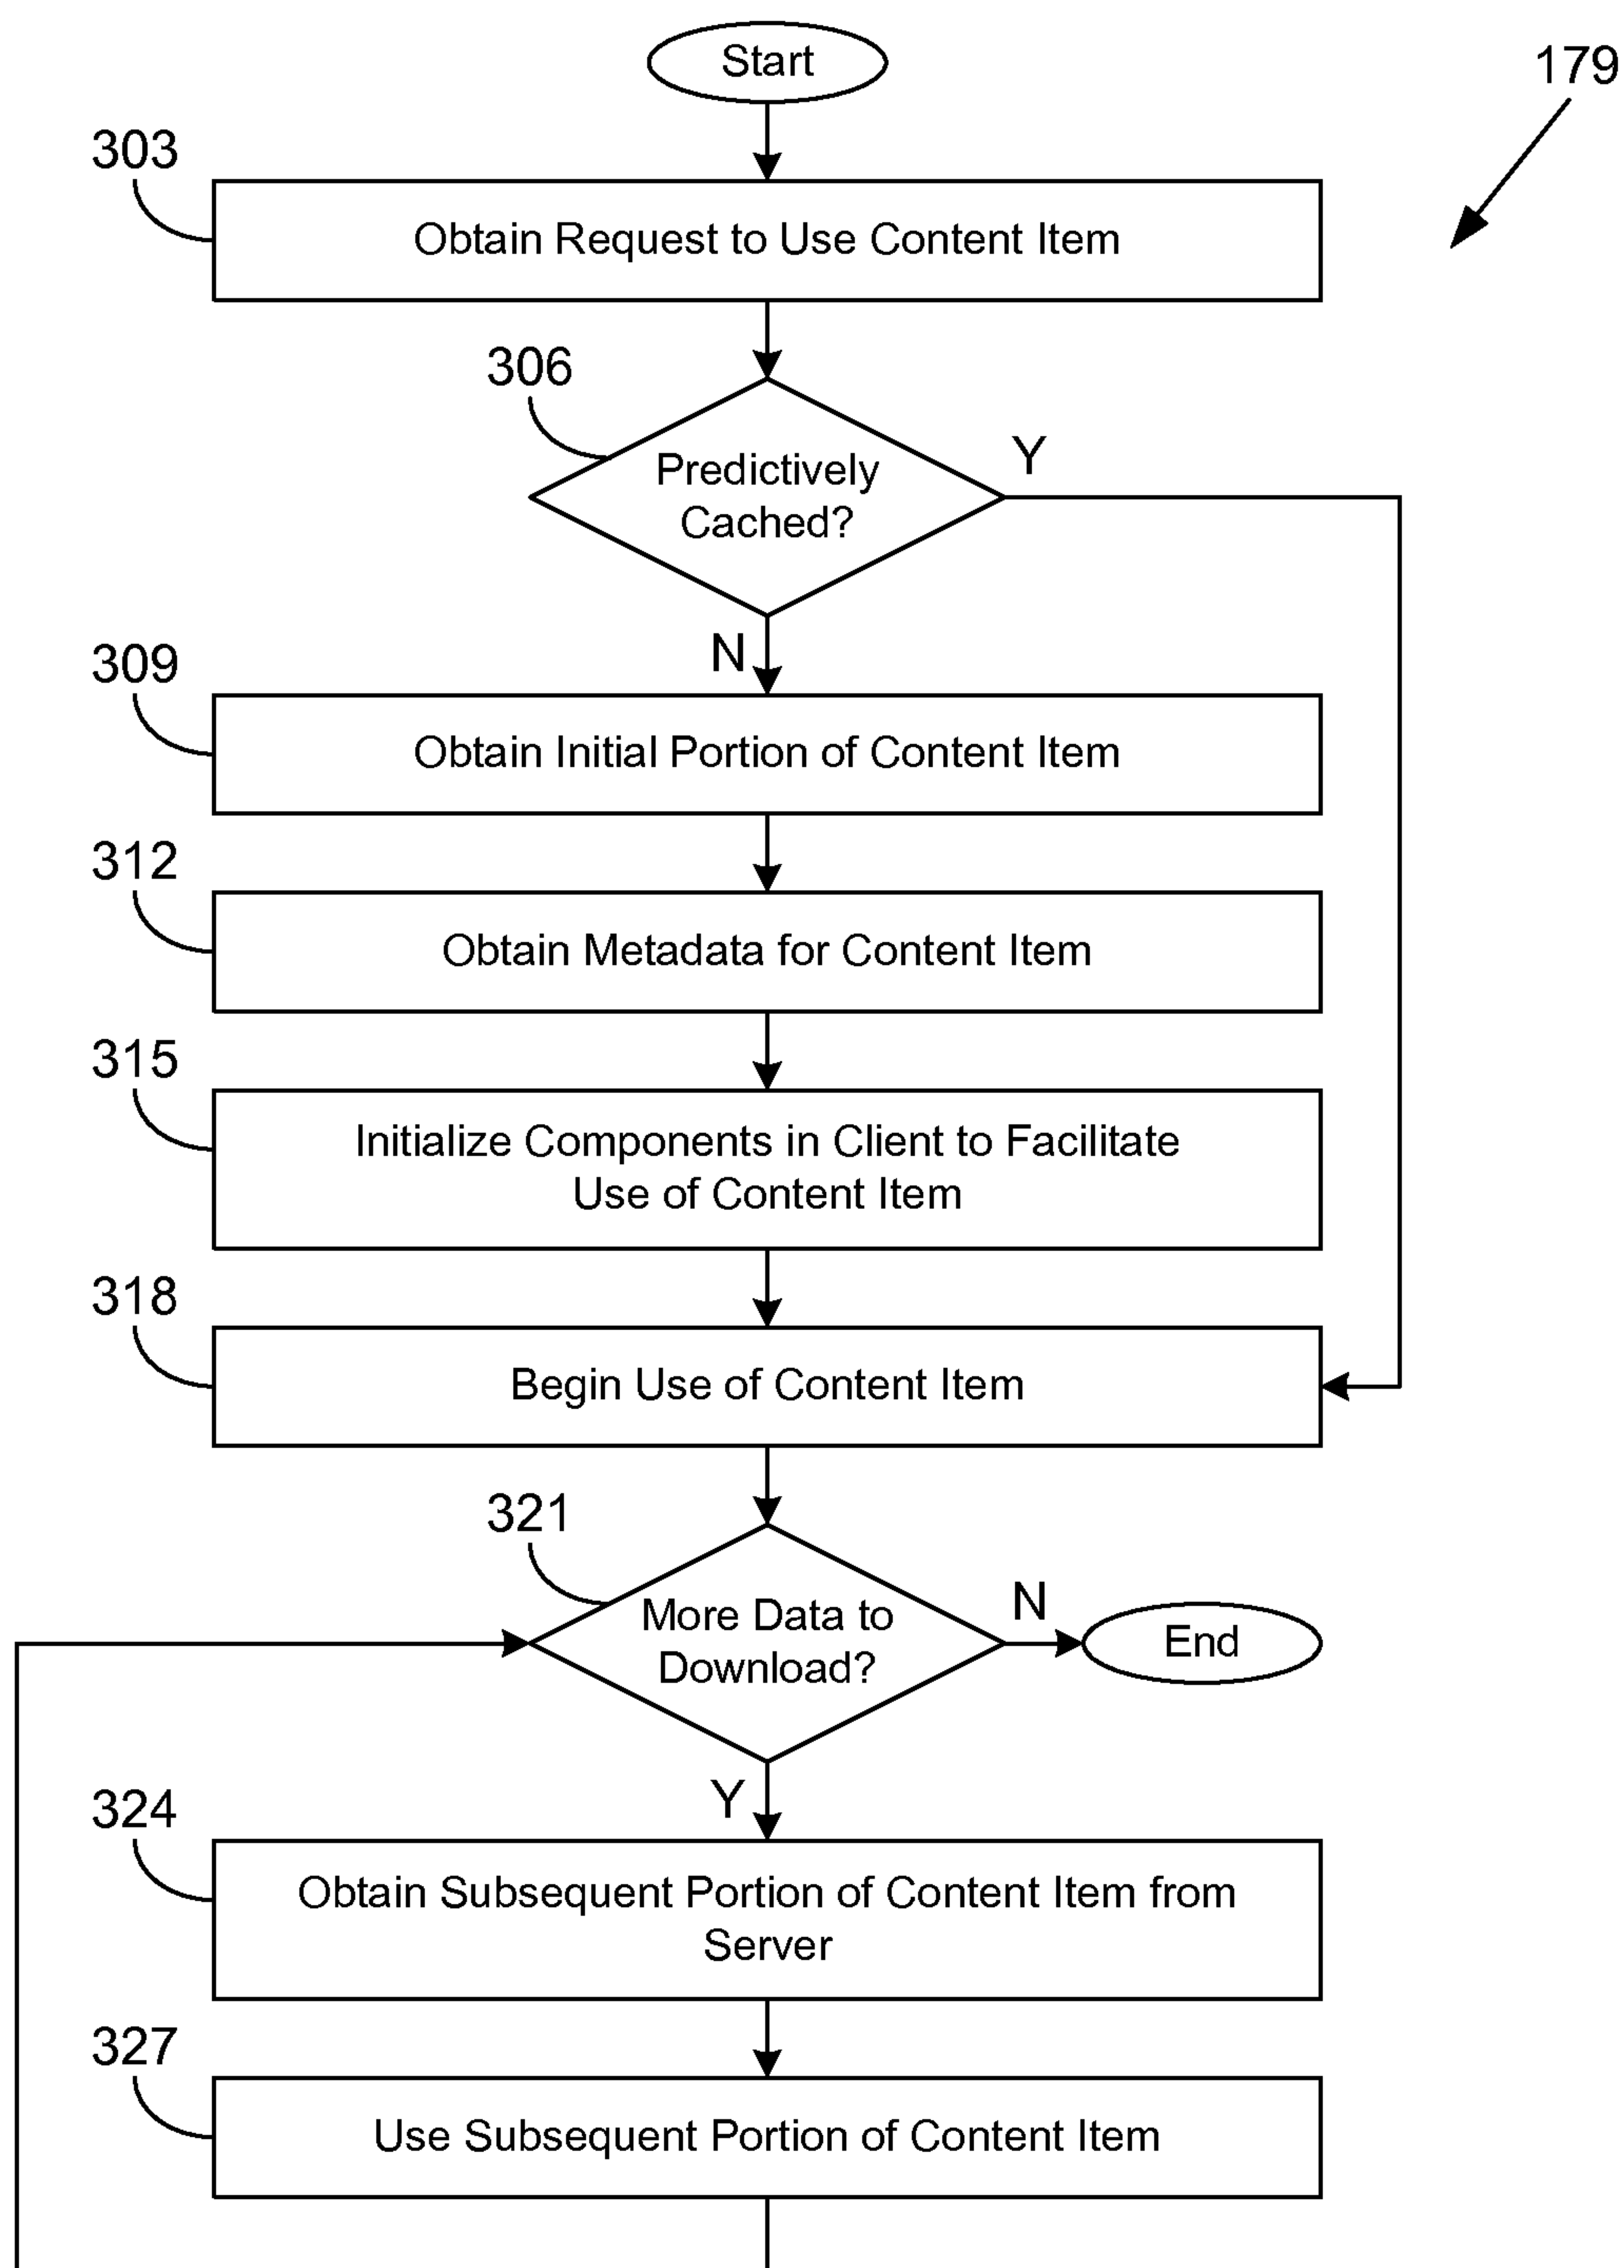 Start
179
303
Obtain Request to Use Content Item
306
Predictively
Cached?
Y
N
309
Obtain Initial Portion of Content Item
312
Obtain Metadata for Content Item
315
Initialize Components in Client to Facilitate
Use of Content Item
318
Begin Use of Content Item
321
More Data to
Download?
N
End
Y
324
Obtain Subsequent Portion of Content Item from
Server
327
Use Subsequent Portion of Content Item